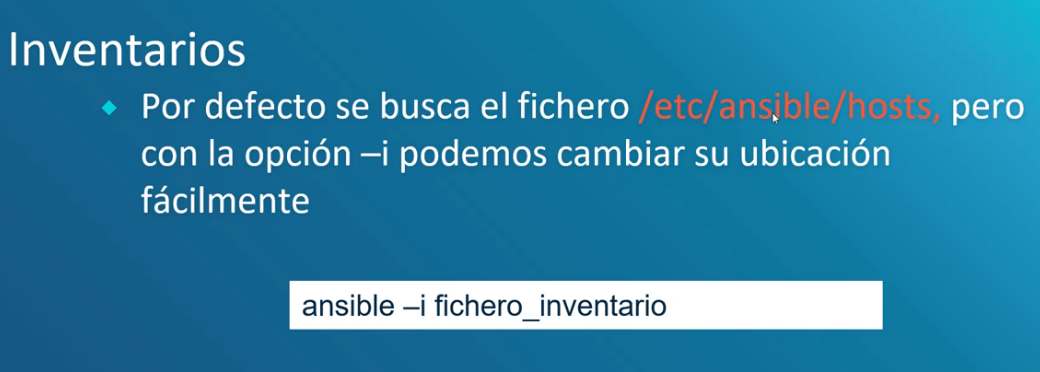 Inventarios
Por defecto se busca el fichero /etc/ansible/hosts, pero
con la opción –i podemos cambiar su ubicación
fácilmente
ansible –i fichero_inventario